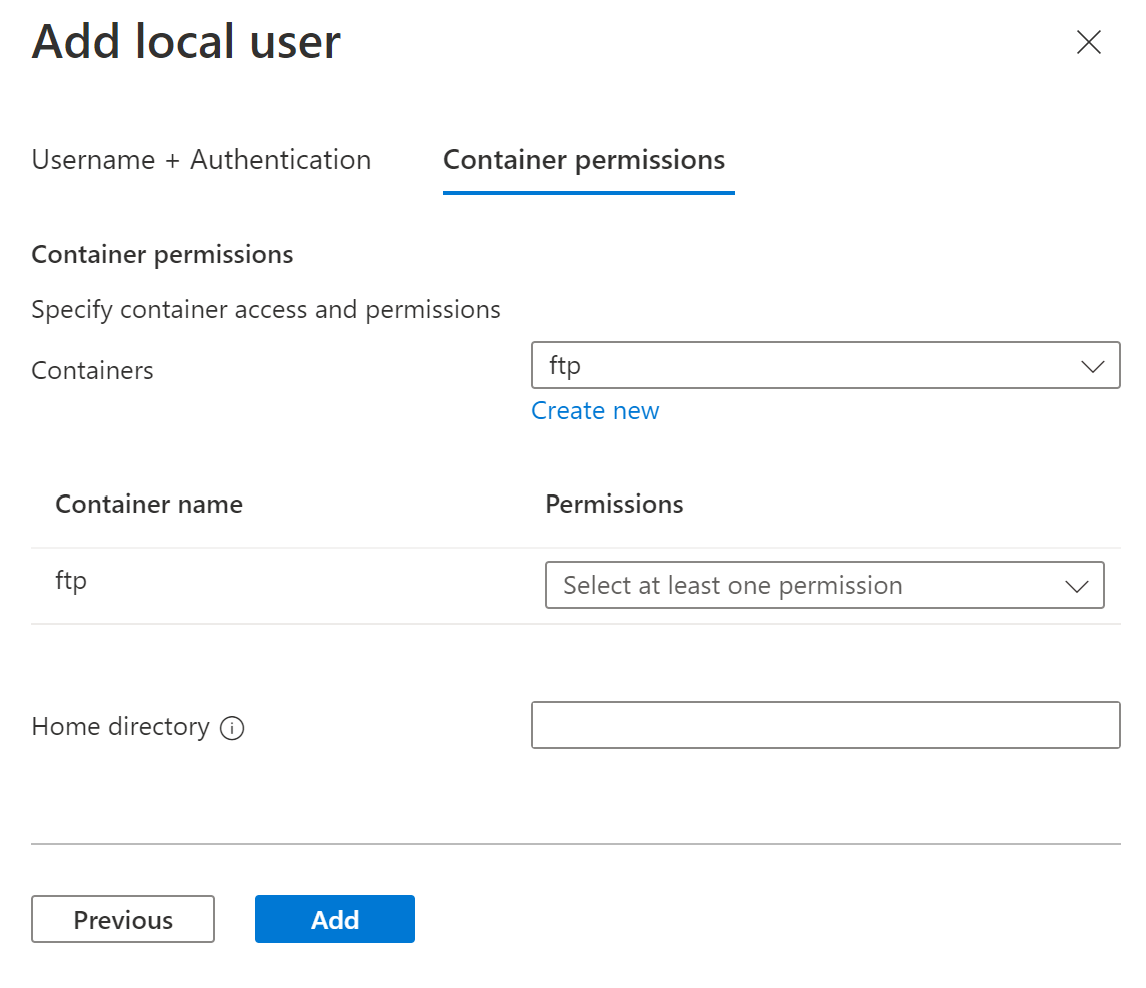 Add local user
Username + Authentication
Container permissions
Container permissions
Specify container access and permissions
Containers
ftp
Create new
Container name
Permissions
ftp
Select at least one permission
Home directory
Previous
Add